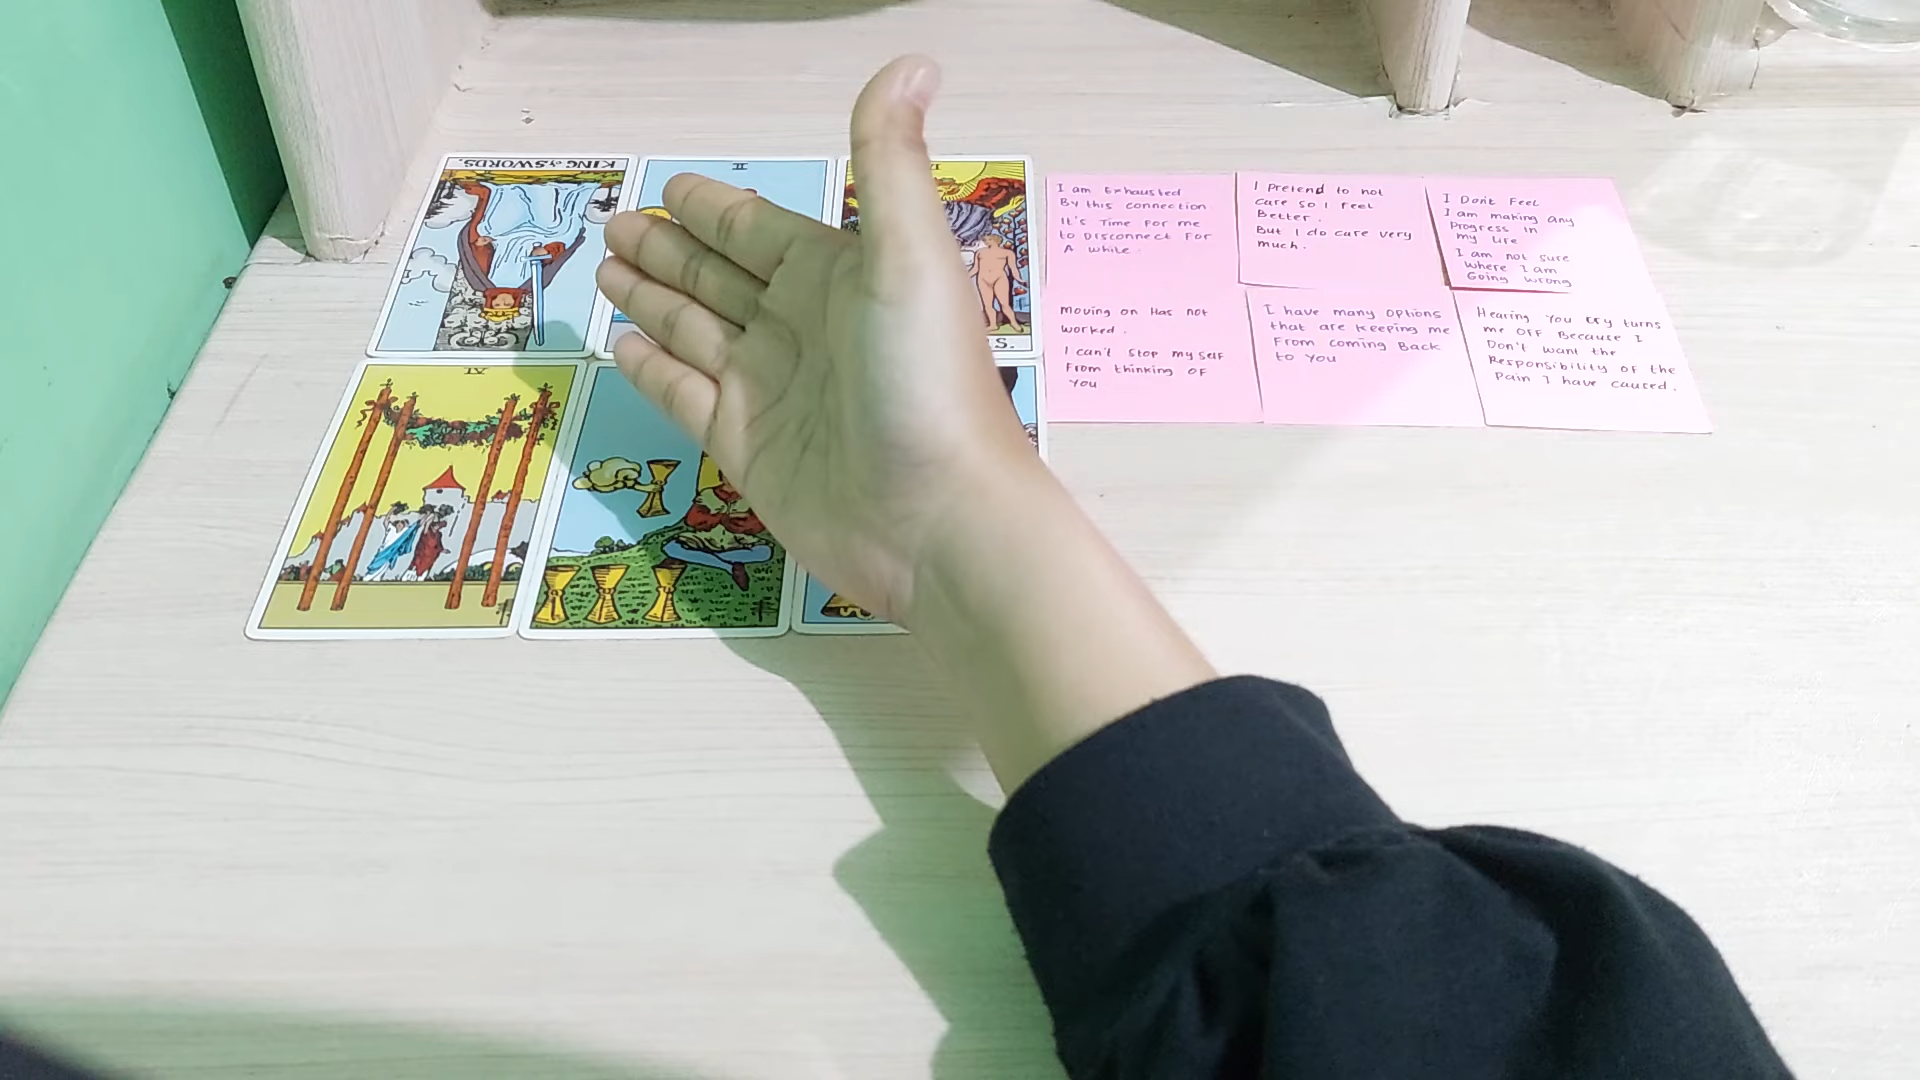 KING of SWORDS.
II
S.
IV
I am Exhausted
By this connection.
It's Time For me
to Disconnect For
A while.
I Pretend to not
care so I Feel
Better.
But I do care very
much.
I Don't Feel
I am making any
Progress in
my Life
I am not sure
where I am
Going wrong
Moving on Has not
worked.
I can't stop myself
From thinking of
You
I have many options
that are keeping me
From coming Back
to You
Hearing You cry turns
me OFF Because I
Don't want the
Responsibility of the
Pain I have caused.